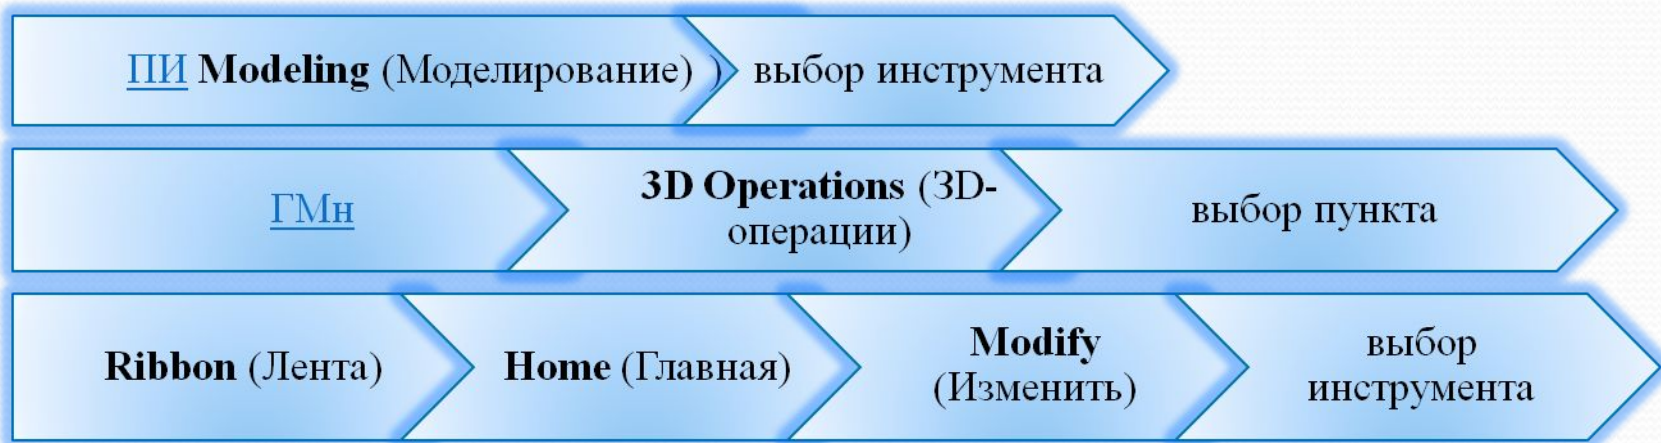 ПИ Modeling (Моделирование) ) выбор инструмента
ГМн
3D Operations (3D-
операции)
выбор пункта
Ribbon (Лента)
Home (Главная)
Modify
(Изменить)
выбор
инструмента